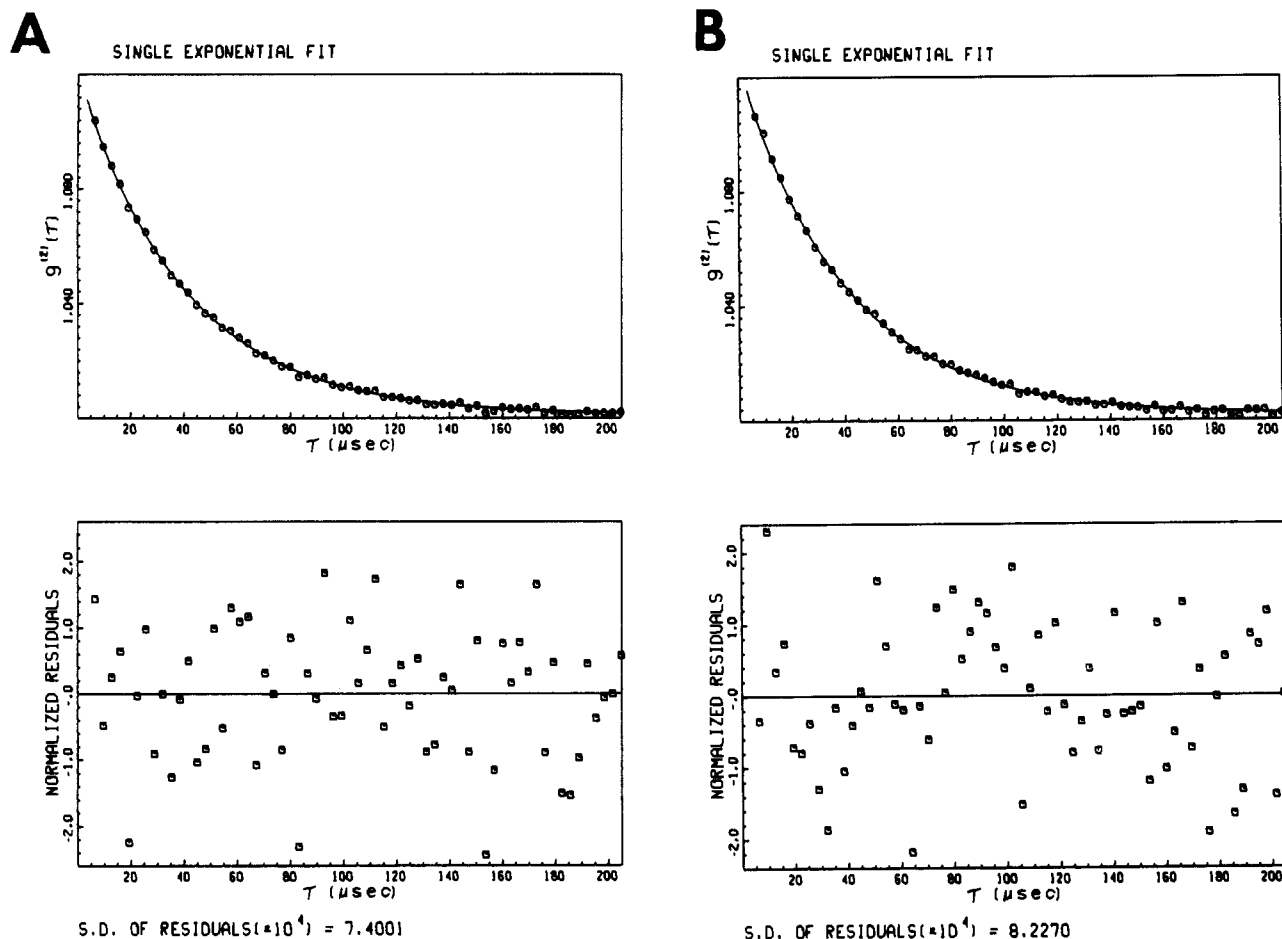 A
SINGLE EXPONENTIAL FIT
1.080
1.040
g⁽²⁾(τ)
20 40 60 80 100 120 140 160 180 200
τ (μsec)
2.0
1.0
-.0
-1.0
-2.0
NORMALIZED RESIDUALS
20 40 60 80 100 120 140 160 180 200
τ (μsec)
S.D. OF RESIDUALS(*10⁴) = 7.4001
B
SINGLE EXPONENTIAL FIT
1.080
1.040
g⁽²⁾(τ)
20 40 60 80 100 120 140 160 180 200
τ (μsec)
2.0
1.0
-.0
-1.0
-2.0
NORMALIZED RESIDUALS
20 40 60 80 100 120 140 160 180 200
τ (μsec)
S.D. OF RESIDUALS(*10⁴) = 8.2270